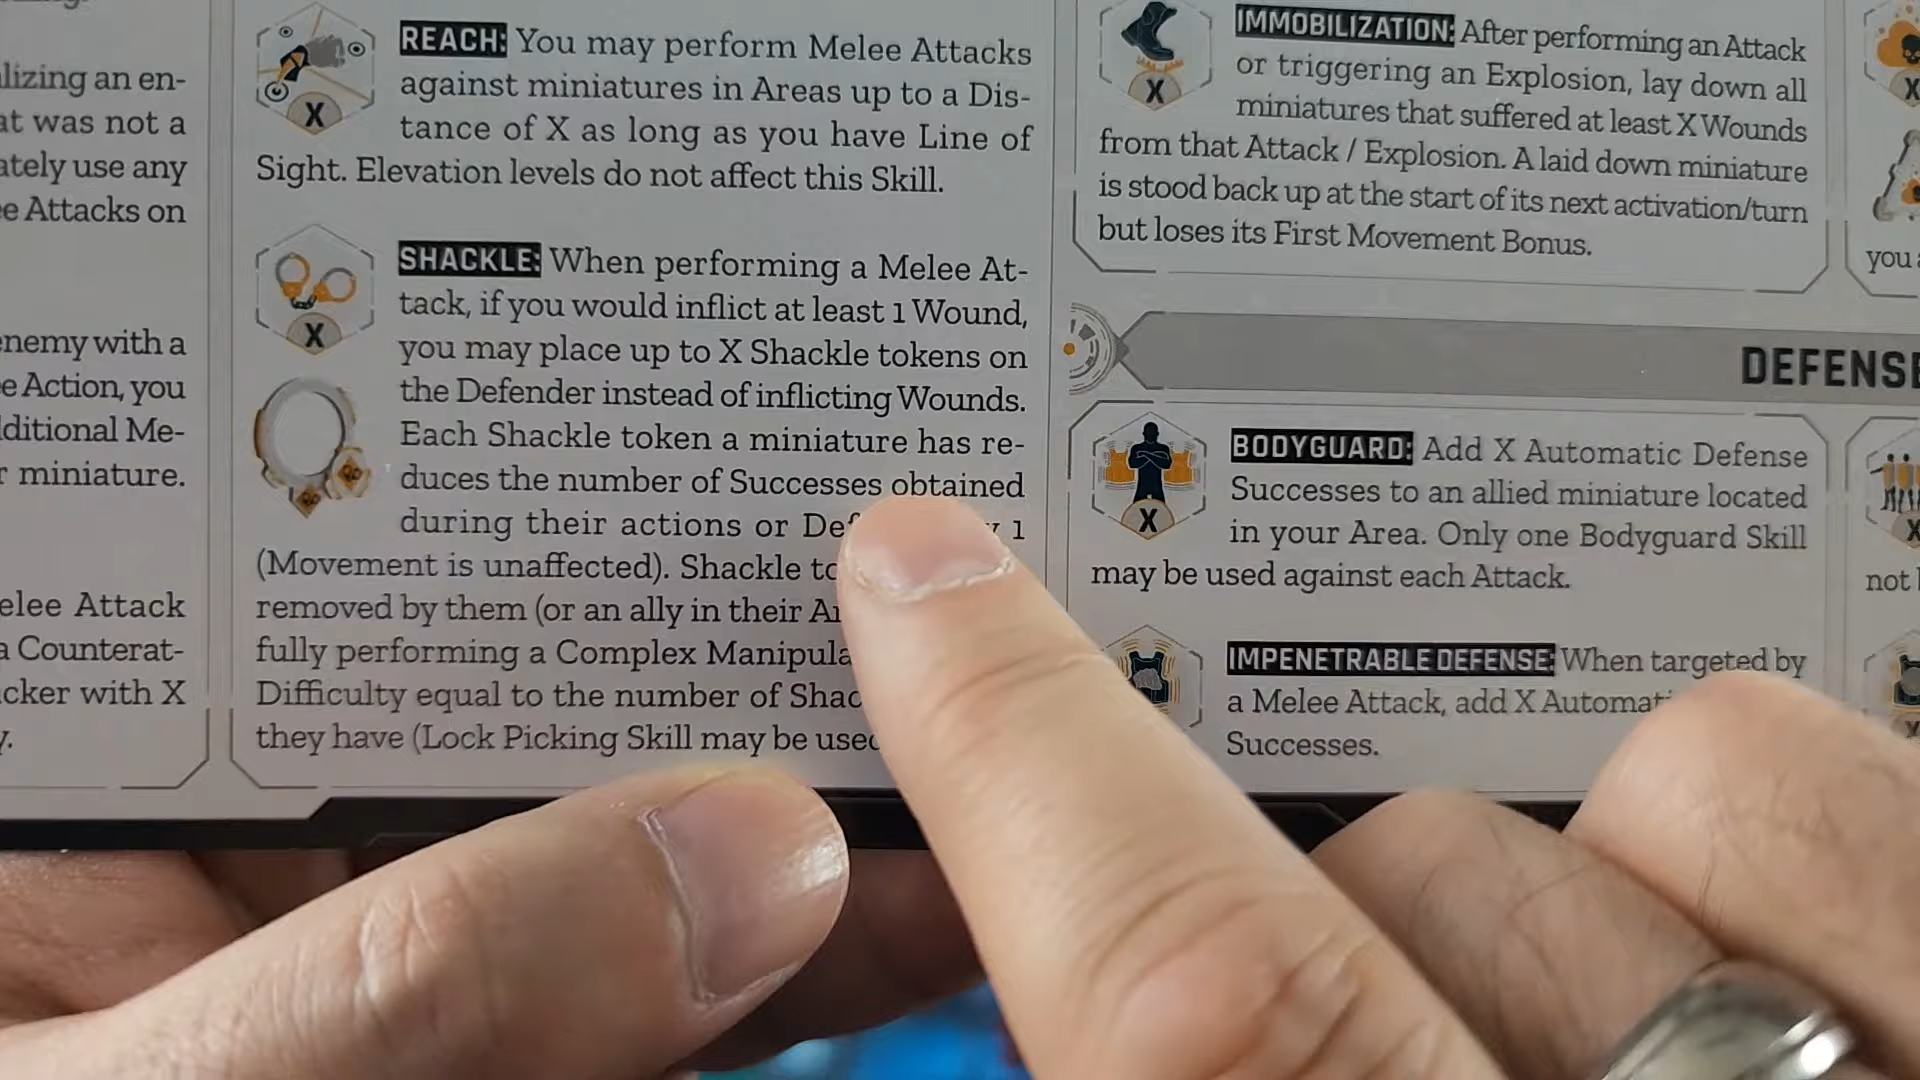 lizing an en-
at was not a
ately use any
e Attacks on
enemy with a
e Action, you
dditional Me-
r miniature.
elee Attack
a Counterat-
cker with X
y.
REACH: You may perform Melee Attacks
against miniatures in Areas up to a Dis-
tance of X as long as you have Line of
Sight. Elevation levels do not affect this Skill.
X
SHACKLE: When performing a Melee At-
tack, if you would inflict at least 1 Wound,
you may place up to X Shackle tokens on
the Defender instead of inflicting Wounds.
Each Shackle token a miniature has re-
duces the number of Successes obtained
during their actions or 1
(Movement is unaffected). Shackle
removed by them (or an ally in their
fully performing a Complex
Difficulty equal to the number of
they have (Lock Picking Skill may be used
X
IMMOBILIZATION: After performing an Attack
or triggering an Explosion, lay down all
miniatures that suffered at least X Wounds
from that Attack / Explosion. A laid down miniature
is stood back up at the start of its next activation/turn
but loses its First Movement Bonus.
X
DEFENSE
BODYGUARD: Add X Automatic Defense
Successes to an allied miniature located
in your Area. Only one Bodyguard Skill
may be used against each Attack.
X
IMPENETRABLE DEFENSE: When targeted by
a Melee Attack, add X
Successes.
X
you
X
not